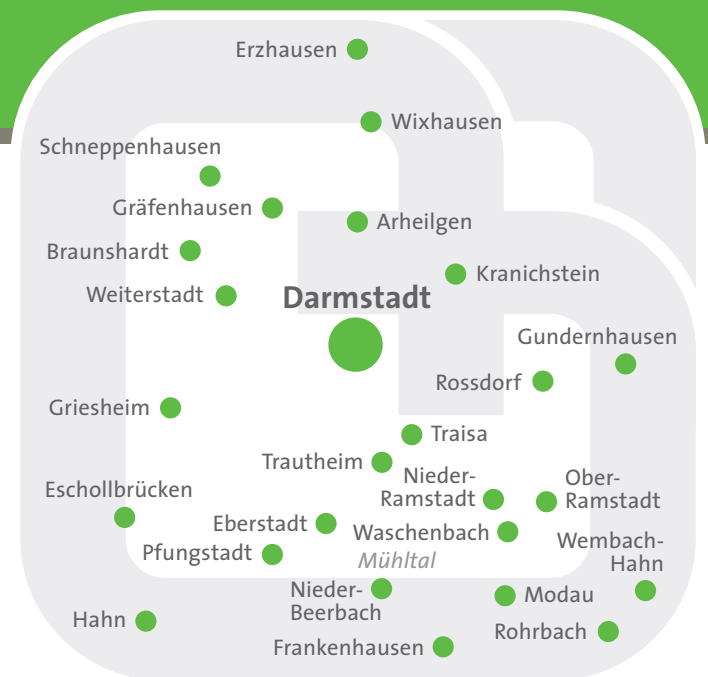 Erzhausen
Wixhausen
Schneppenhausen
Gräfenhausen
Arheilgen
Braunshardt
Kranichstein
Weiterstadt
Darmstadt
Gundernhausen
Rossdorf
Griesheim
Traisa
Trautheim
Nieder-
Ramstadt
Ober-
Ramstadt
Eschollbrücken
Eberstadt
Waschenbach
Pfungstadt
Mühltal
Wembach-
Hahn
Nieder-
Beerbach
Modau
Hahn
Rohrbach
Frankenhausen